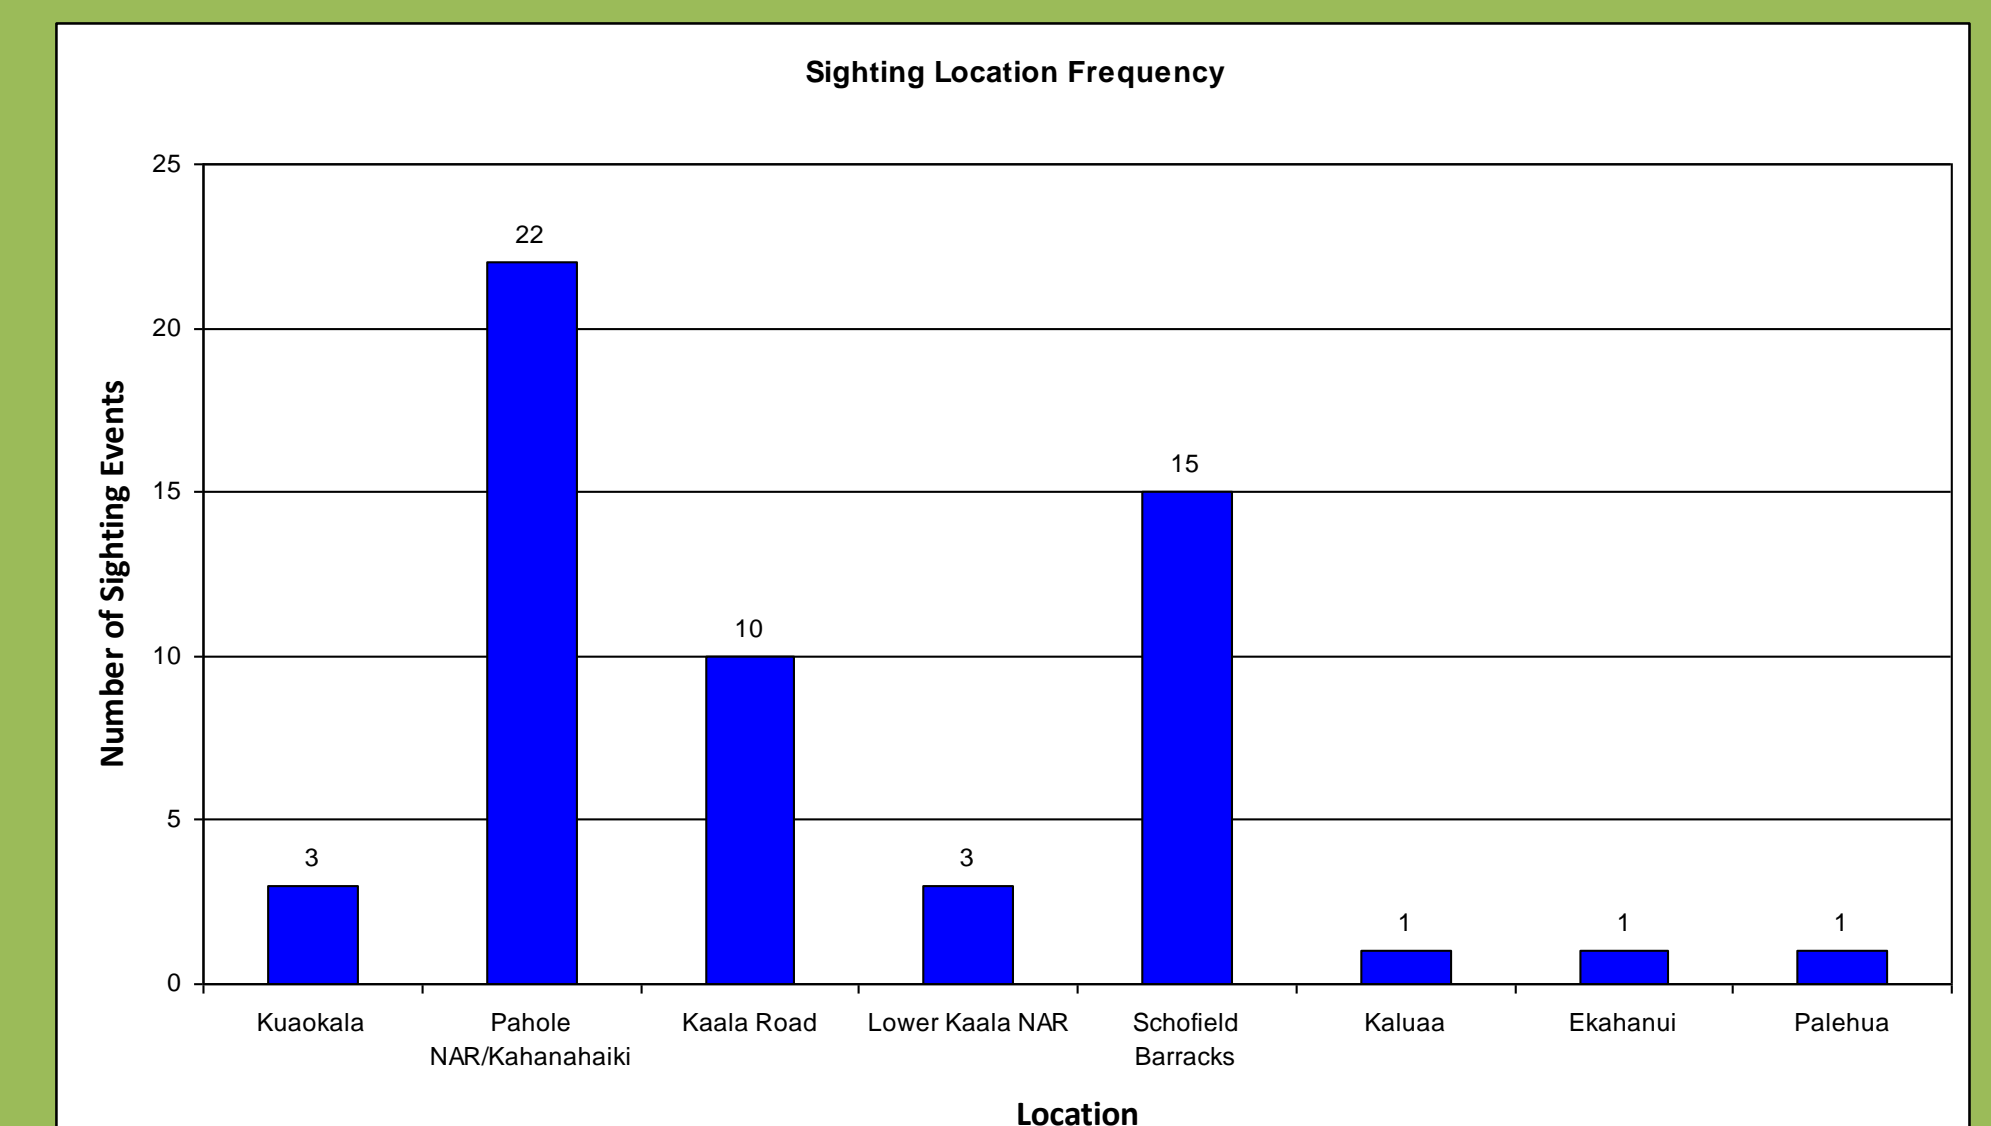 Sighting Location Frequency
Number of Sighting Events
25
20
15
10
5
0
3
22
10
3
15
1
1
1
Kuaokala
Pahole
NAR/Kahanahaiki
Kaala Road
Lower Kaala NAR
Schofield
Barracks
Kaluaa
Ekahanui
Palehua
Location